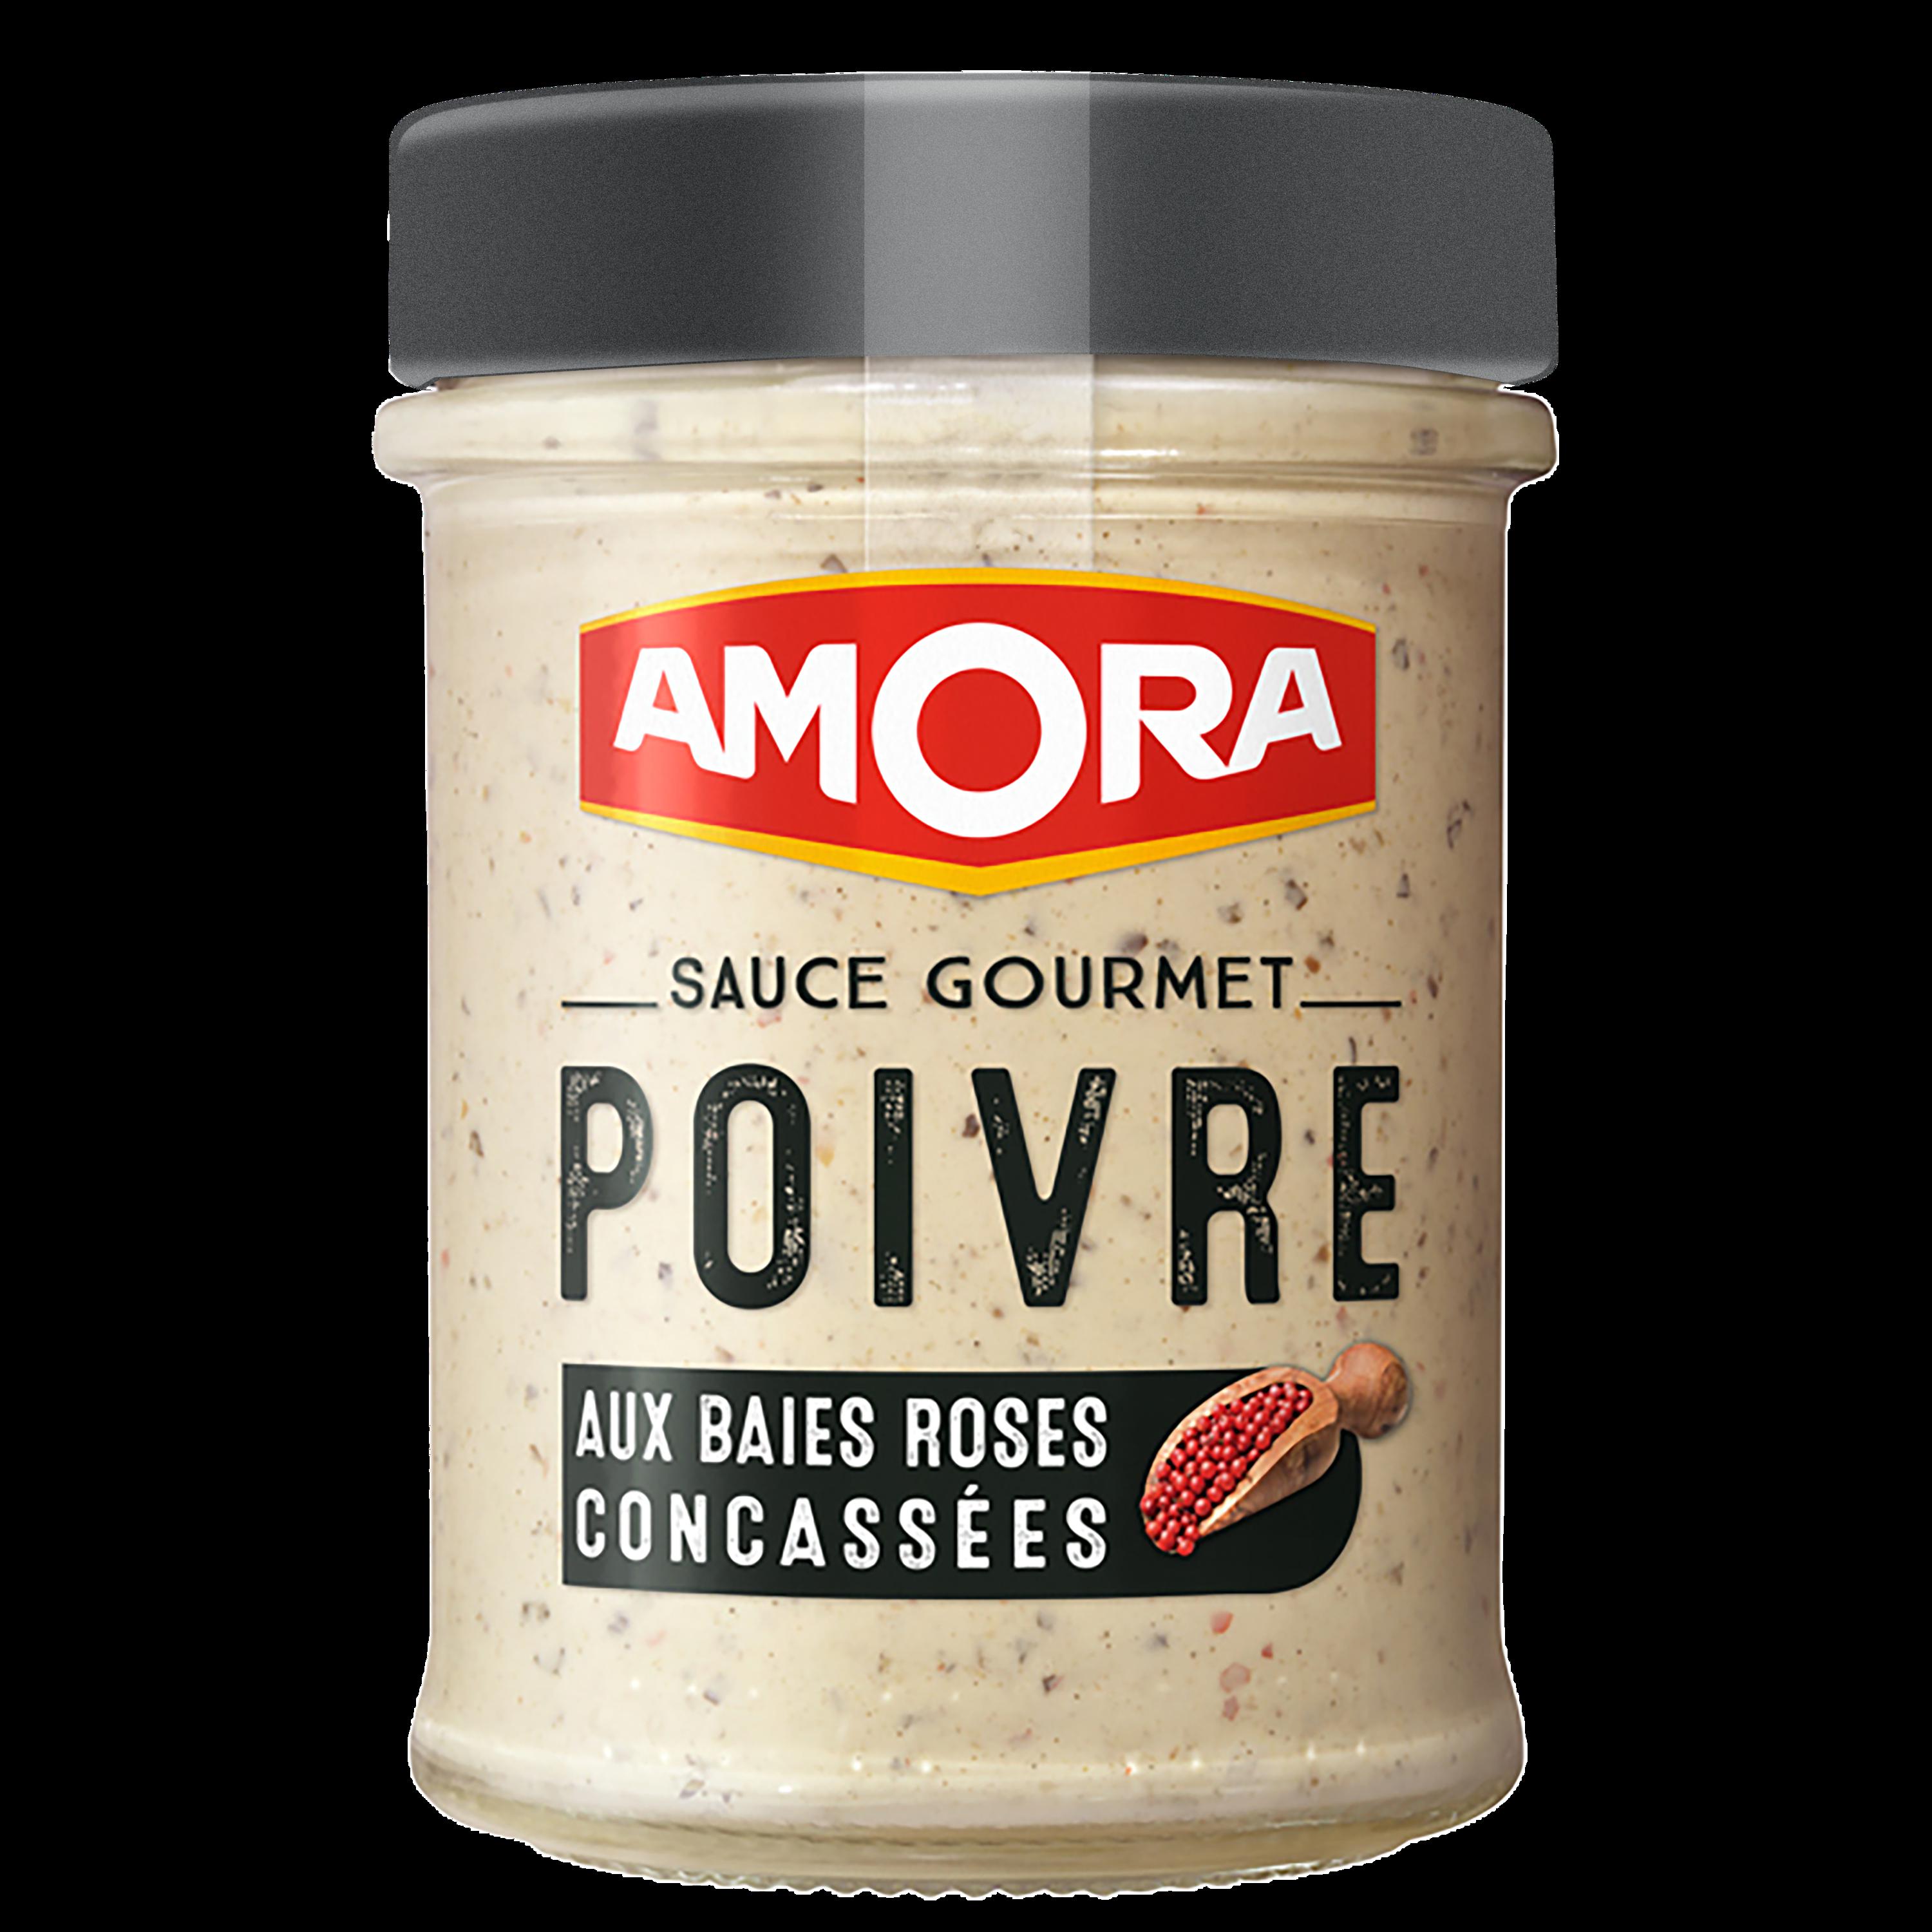 AMORA
SAUCE GOURMET
POIVRE
AUX BAIES ROSES
CONCASSÉES